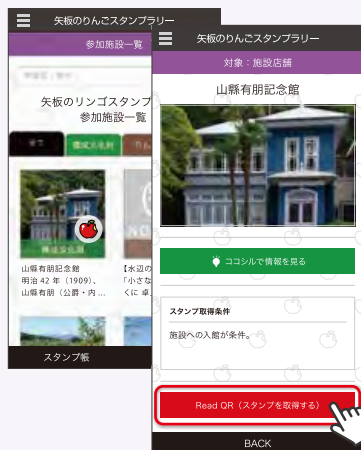 矢板のりんごスタンプラリー
参加施設一覧
矢板のリンゴスタンプ
参加施設一覧
全て
構成文化財
りん
構成文化財
山縣有朋記念館
明治 42 年（1909）、
山縣有朋（公爵・内 ...
【水辺の
「小さな
くに 卓
スタンプ帳
矢板のりんごスタンプラリー
対象：施設店舗
山縣有朋記念館
ココシルで情報を見る
スタンプ取得条件
施設への入館が条件。
Read QR（スタンプを取得する）
BACK